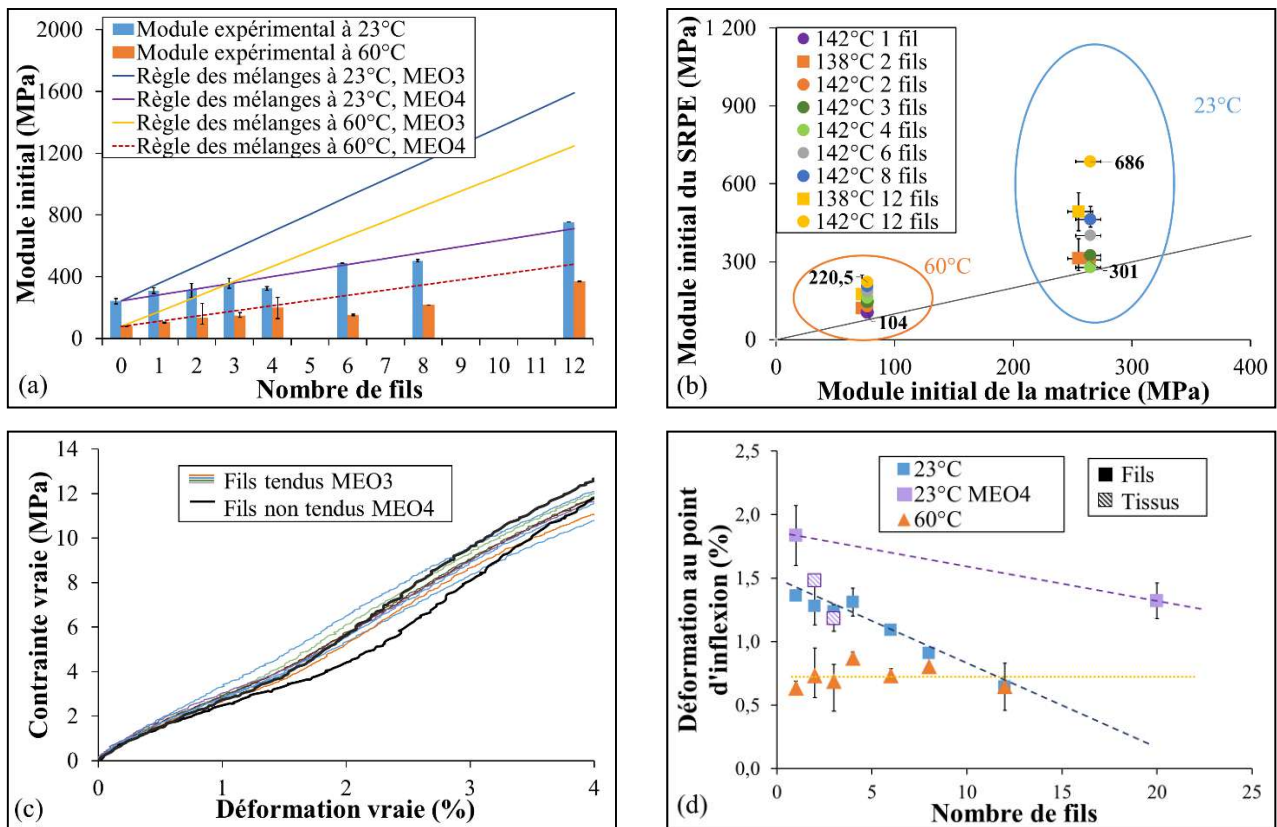 2000
1600
1200
800
400
0
Module initial (MPa)
Module expérimental à 23°C
Module expérimental à 60°C
Règle des mélanges à 23°C, MEO3
Règle des mélanges à 23°C, MEO4
Règle des mélanges à 60°C, MEO3
Règle des mélanges à 60°C, MEO4
0 1 2 3 4 5 6 7 8 9 10 11 12
Nombre de fils
(a)
1 200
900
600
300
0
Module initial du SRPE (MPa)
142°C 1 fil
138°C 2 fils
142°C 2 fils
142°C 3 fils
142°C 4 fils
142°C 6 fils
142°C 8 fils
138°C 12 fils
142°C 12 fils
23°C
686
301
60°C
220,5
104
0 100 200 300 400
Module initial de la matrice (MPa)
(b)
14
12
10
8
6
4
2
0
Contrainte vraie (MPa)
Fils tendus MEO3
Fils non tendus MEO4
0 1 2 3 4
Déformation vraie (%)
(c)
2,5
2,0
1,5
1,0
0,5
0,0
Déformation au point
d'inflexion (%)
23°C
23°C MEO4
60°C
Fils
Tissus
0 5 10 15 20 25
Nombre de fils
(d)